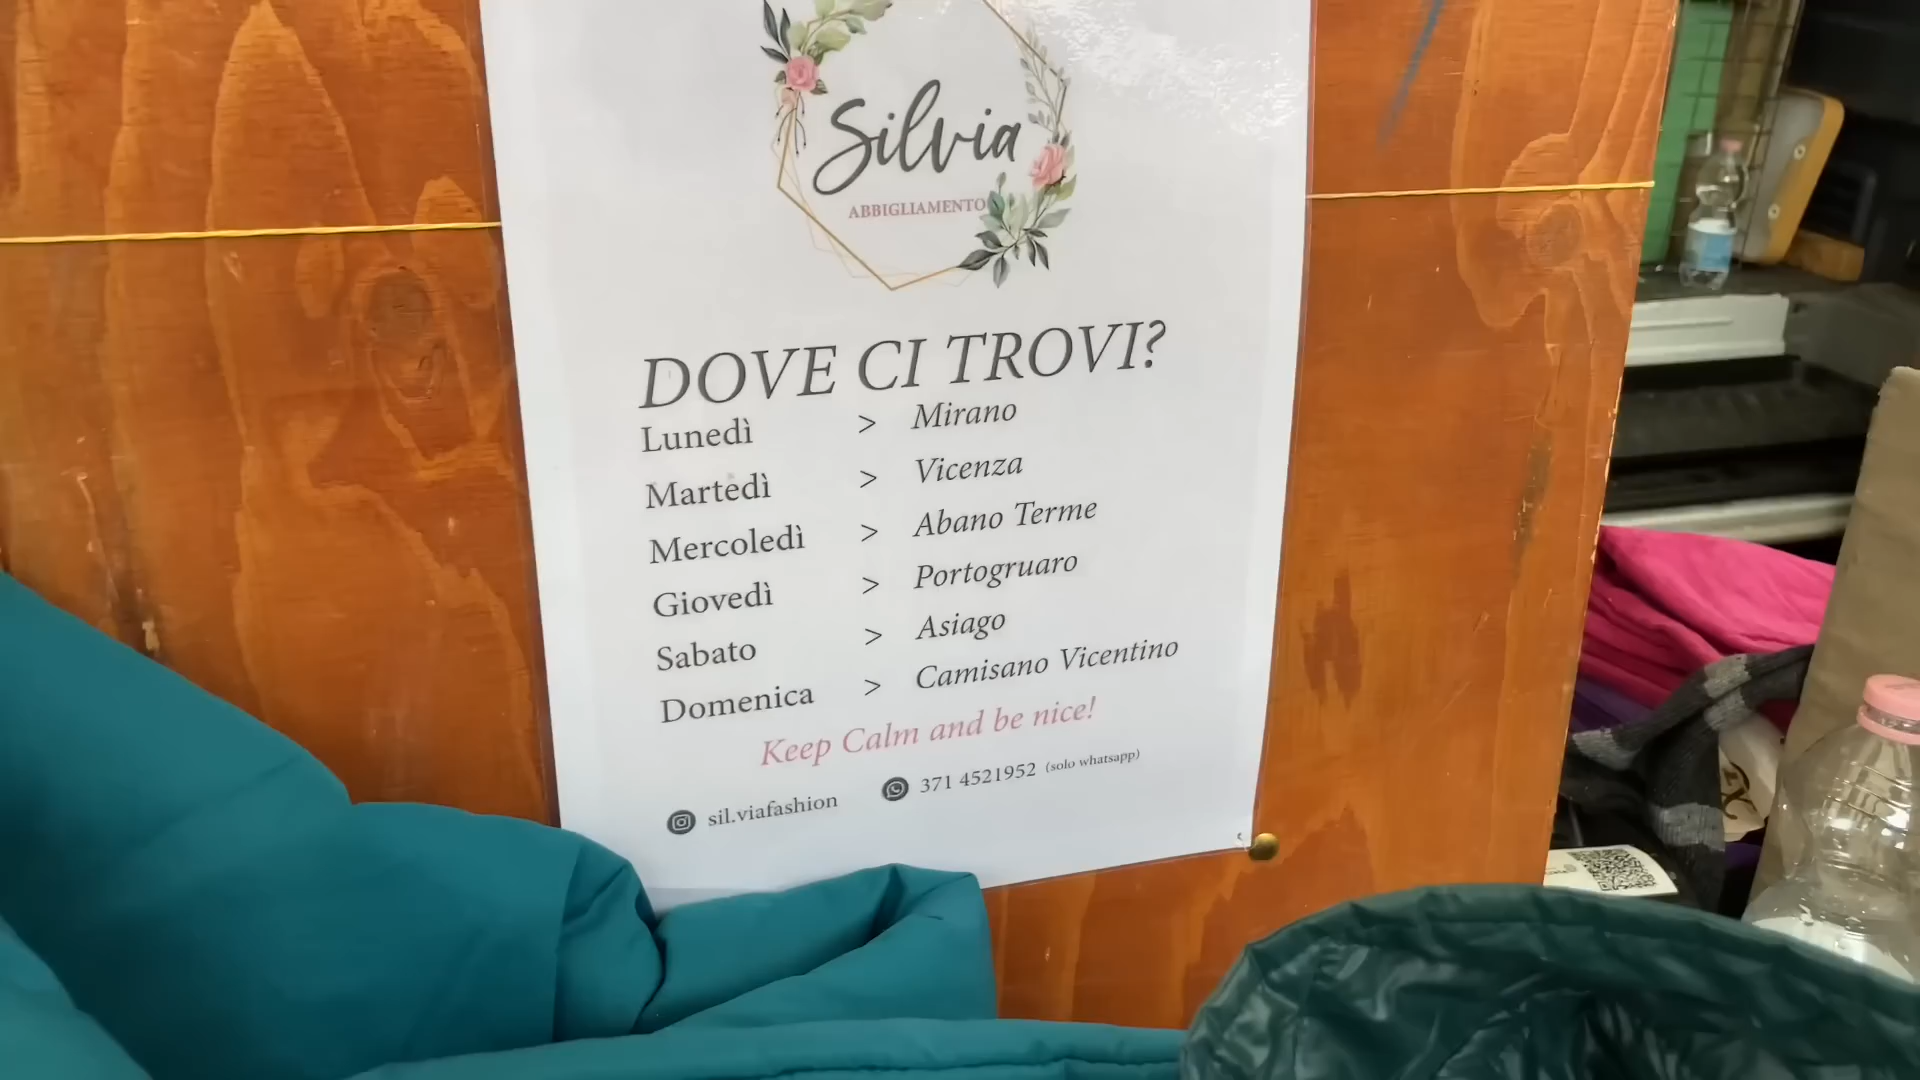 Silvia
ABBIGLIAMENTO
DOVE CI TROVI?
Lunedì > Mirano
Martedì > Vicenza
Mercoledì > Abano Terme
Giovedì > Portogruaro
Sabato > Asiago
Domenica > Camisano Vicentino
Keep Calm and be nice!
sil.viafashion 371 4521952 (solo whatsapp)